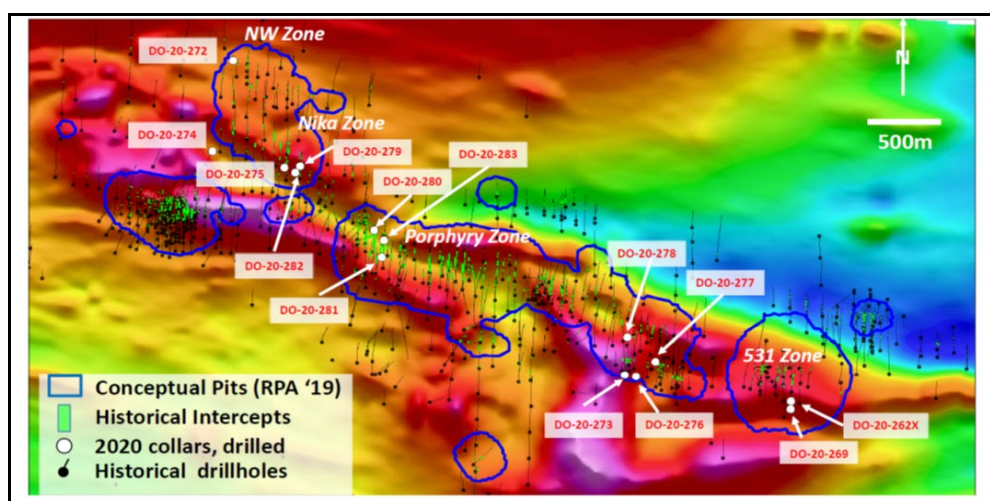 NW Zone
DO-20-272
N
Nika Zone
500m
DO-20-274
DO-20-279
DO-20-283
DO-20-275
DO-20-280
Porphyry Zone
DO-20-278
DO-20-282
DO-20-277
DO-20-281
531 Zone
Conceptual Pits (RPA ‘19)
Historical Intercepts
2020 collars, drilled
Historical drillholes
DO-20-273
DO-20-276
DO-20-262X
DO-20-269